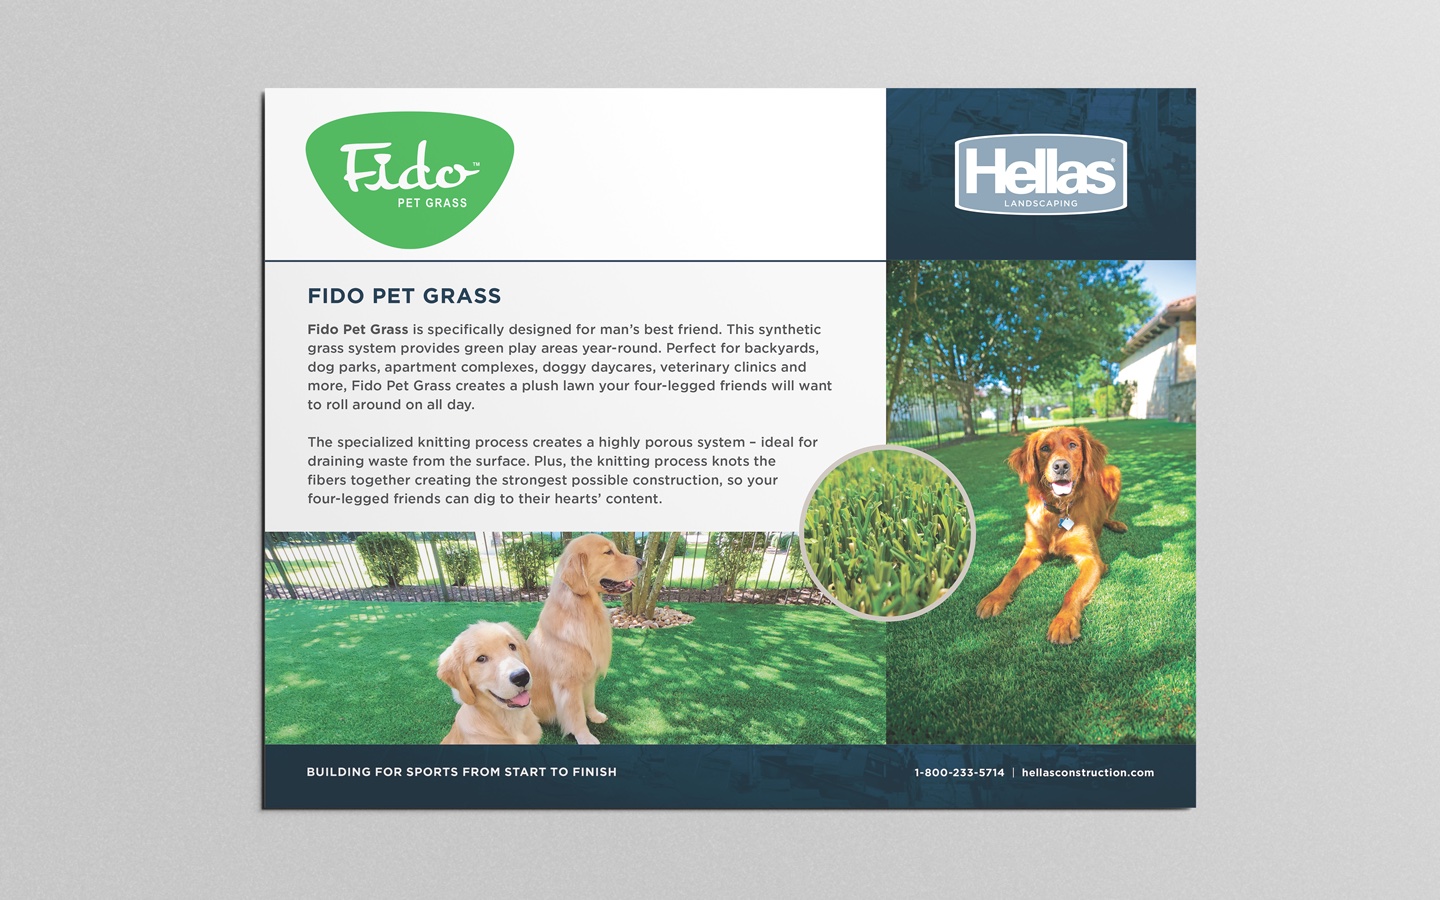 Fido™
PET GRASS
Hellas®
LANDSCAPING
FIDO PET GRASS
Fido Pet Grass is specifically designed for man’s best friend. This synthetic
grass system provides green play areas year-round. Perfect for backyards,
dog parks, apartment complexes, doggy daycares, veterinary clinics and
more, Fido Pet Grass creates a plush lawn your four-legged friends will want
to roll around on all day.
The specialized knitting process creates a highly porous system – ideal for
draining waste from the surface. Plus, the knitting process knots the
fibers together creating the strongest possible construction, so your
four-legged friends can dig to their hearts’ content.
BUILDING FOR SPORTS FROM START TO FINISH
1-800-233-5714 | hellasconstruction.com